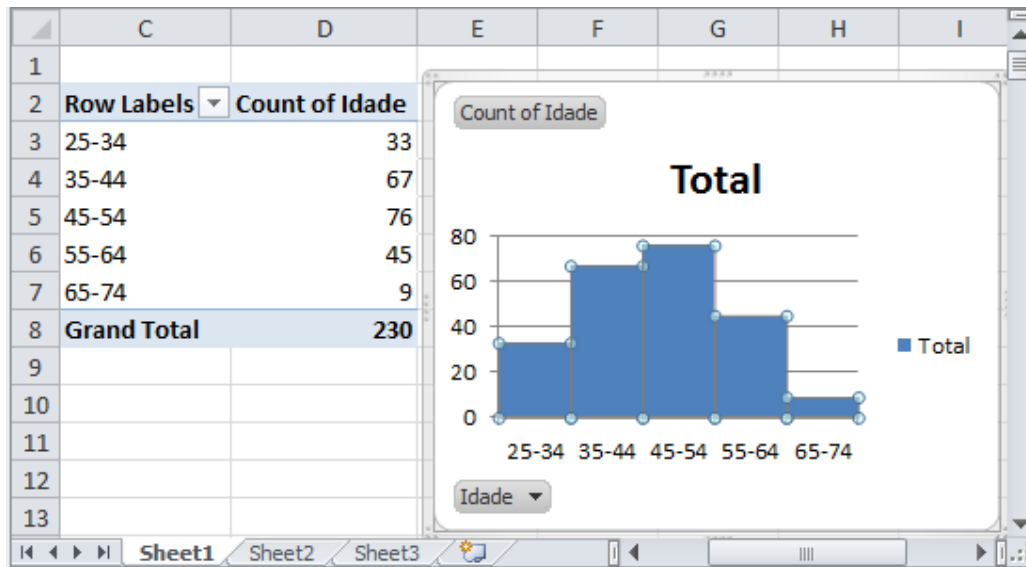 C D E F G H I
1
2 Row Labels Count of Idade
3 25-34 33
4 35-44 67
5 45-54 76
6 55-64 45
7 65-74 9
8 Grand Total 230
9
10
11
12
13
Count of Idade
Total
80
60
40
20
0
25-34 35-44 45-54 55-64 65-74
Total
Idade
Sheet1 Sheet2 Sheet3